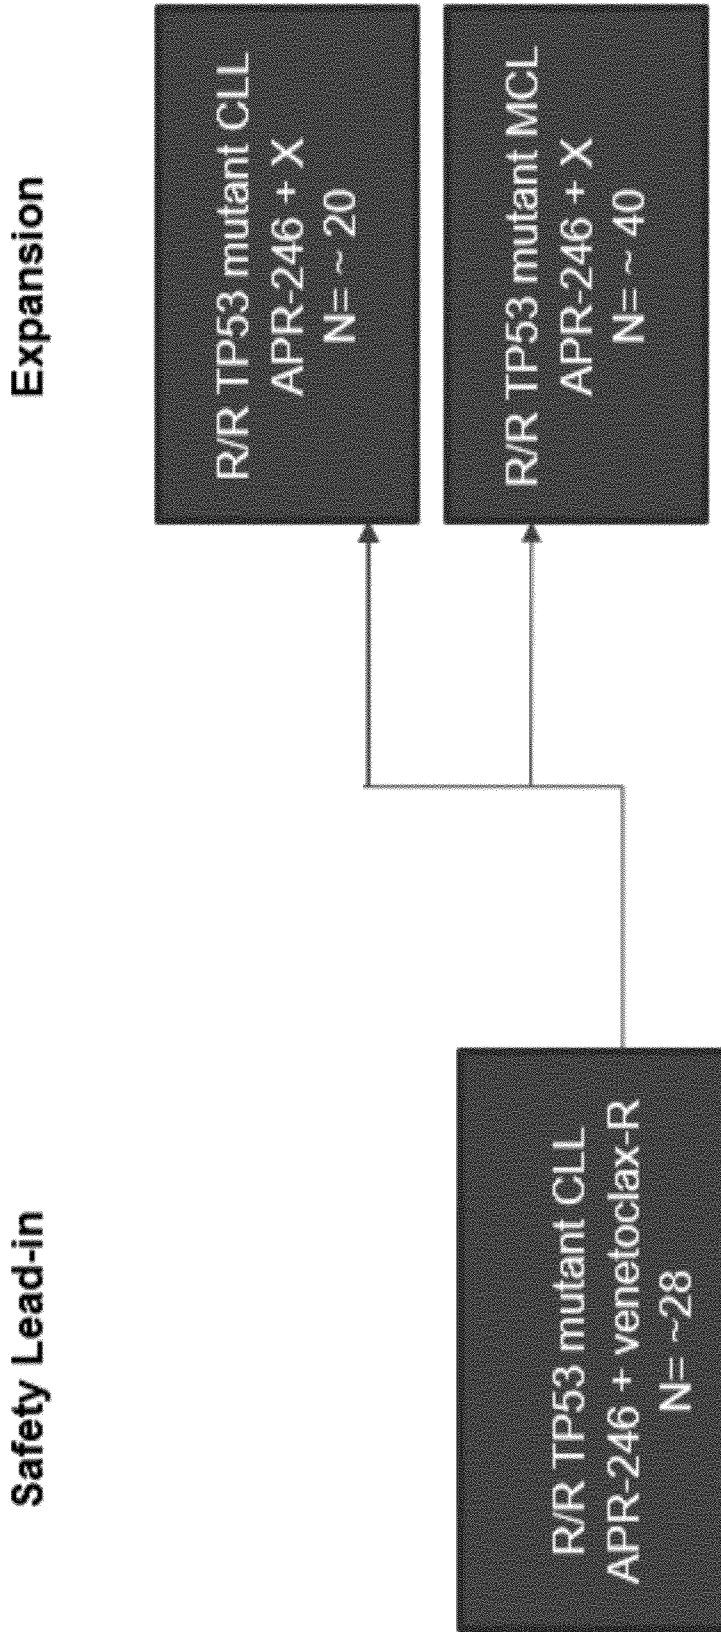 Safety Lead-in
R/R TP53 mutant CLL
APR-246 + venetoclax-R
N= ~28
Expansion
R/R TP53 mutant CLL
APR-246 + X
N= ~ 20
R/R TP53 mutant MCL
APR-246 + X
N= ~ 40